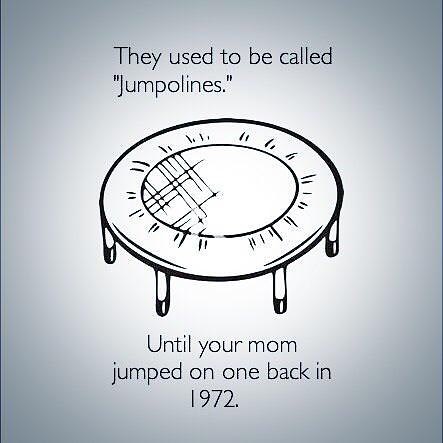 They used to be called
"Jumpolines."
Until your mom
jumped on one back in
1972.